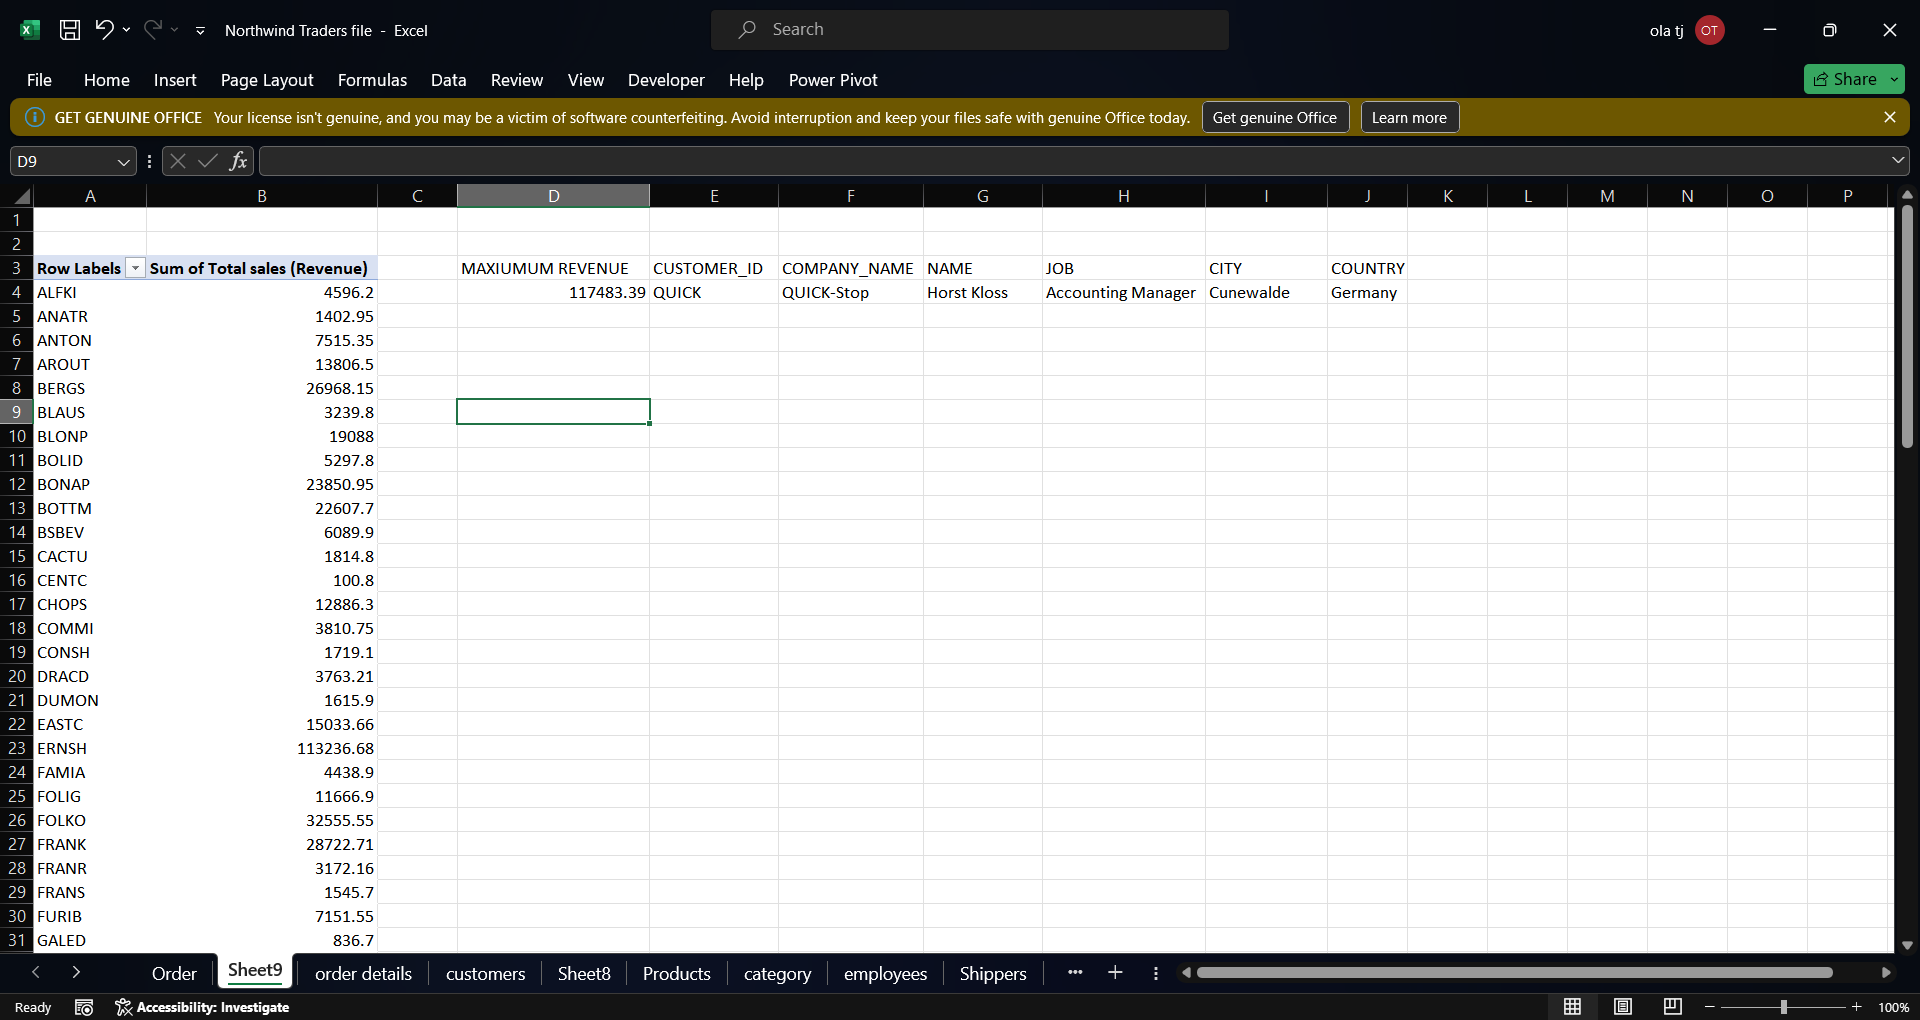 Northwind Traders file - Excel
Search
ola tj OT
File Home Insert Page Layout Formulas Data Review View Developer Help Power Pivot
Share
GET GENUINE OFFICE Your license isn't genuine, and you may be a victim of software counterfeiting. Avoid interruption and keep your files safe with genuine Office today. Get genuine Office Learn more
D9 fx
A B C D E F G H I J K L M N O P
1
2
3 Row Labels Sum of Total sales (Revenue) MAXIUMUM REVENUE CUSTOMER_ID COMPANY_NAME NAME JOB CITY COUNTRY
4 ALFKI 4596.2 117483.39 QUICK QUICK-Stop Horst Kloss Accounting Manager Cunewalde Germany
5 ANATR 1402.95
6 ANTON 7515.35
7 AROUT 13806.5
8 BERGS 26968.15
9 BLAUS 3239.8
10 BLONP 19088
11 BOLID 5297.8
12 BONAP 23850.95
13 BOTTM 22607.7
14 BSBEV 6089.9
15 CACTU 1814.8
16 CENTC 100.8
17 CHOPS 12886.3
18 COMMI 3810.75
19 CONSH 1719.1
20 DRACD 3763.21
21 DUMON 1615.9
22 EASTC 15033.66
23 ERNSH 113236.68
24 FAMIA 4438.9
25 FOLIG 11666.9
26 FOLKO 32555.55
27 FRANK 28722.71
28 FRANR 3172.16
29 FRANS 1545.7
30 FURIB 7151.55
31 GALED 836.7
Order Sheet9 order details customers Sheet8 Products category employees Shippers ...
Ready Accessibility: Investigate 100%